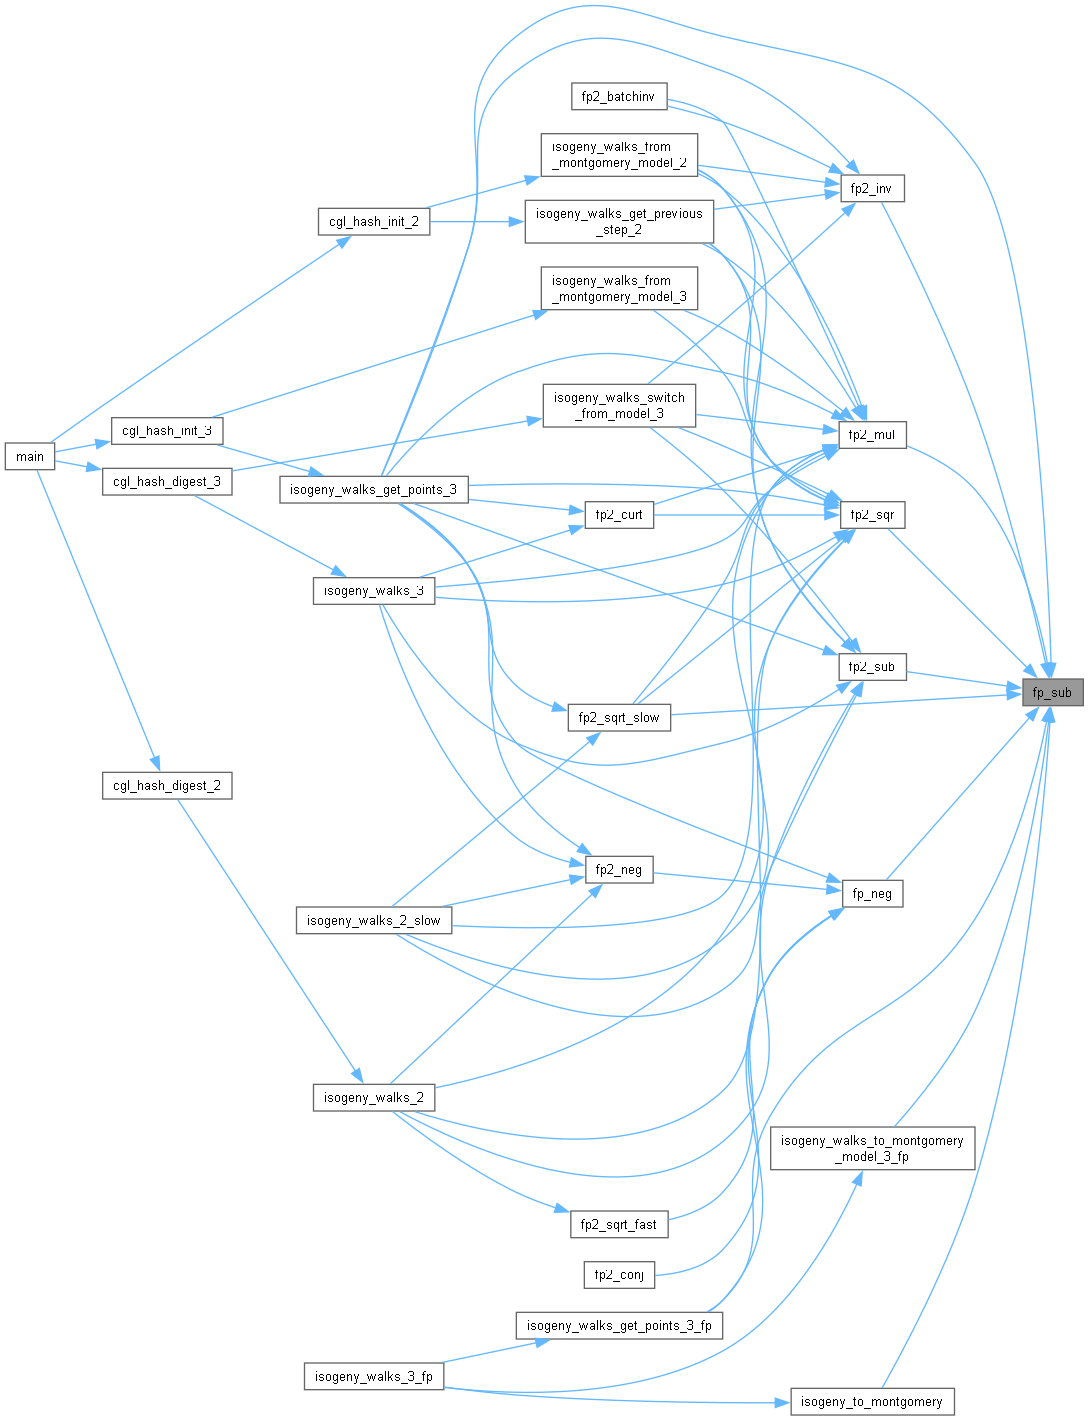 fp2_batchinv
isogeny_walks_from
_montgomery_model_2
fp2_inv
isogeny_walks_get_previous
_step_2
cgl_hash_init_2
isogeny_walks_from
_montgomery_model_3
isogeny_walks_switch
_from_model_3
cgl_hash_init_3
fp2_mul
main
cgl_hash_digest_3
isogeny_walks_get_points_3
fp2_curt
fp2_sqr
isogeny_walks_3
fp2_sub
fp_sub
fp2_sqrt_slow
cgl_hash_digest_2
fp2_neg
fp_neg
isogeny_walks_2_slow
isogeny_walks_2
isogeny_walks_to_montgomery
_model_3_fp
fp2_sqrt_fast
fp2_conj
isogeny_walks_get_points_3_fp
isogeny_walks_3_fp
isogeny_to_montgomery